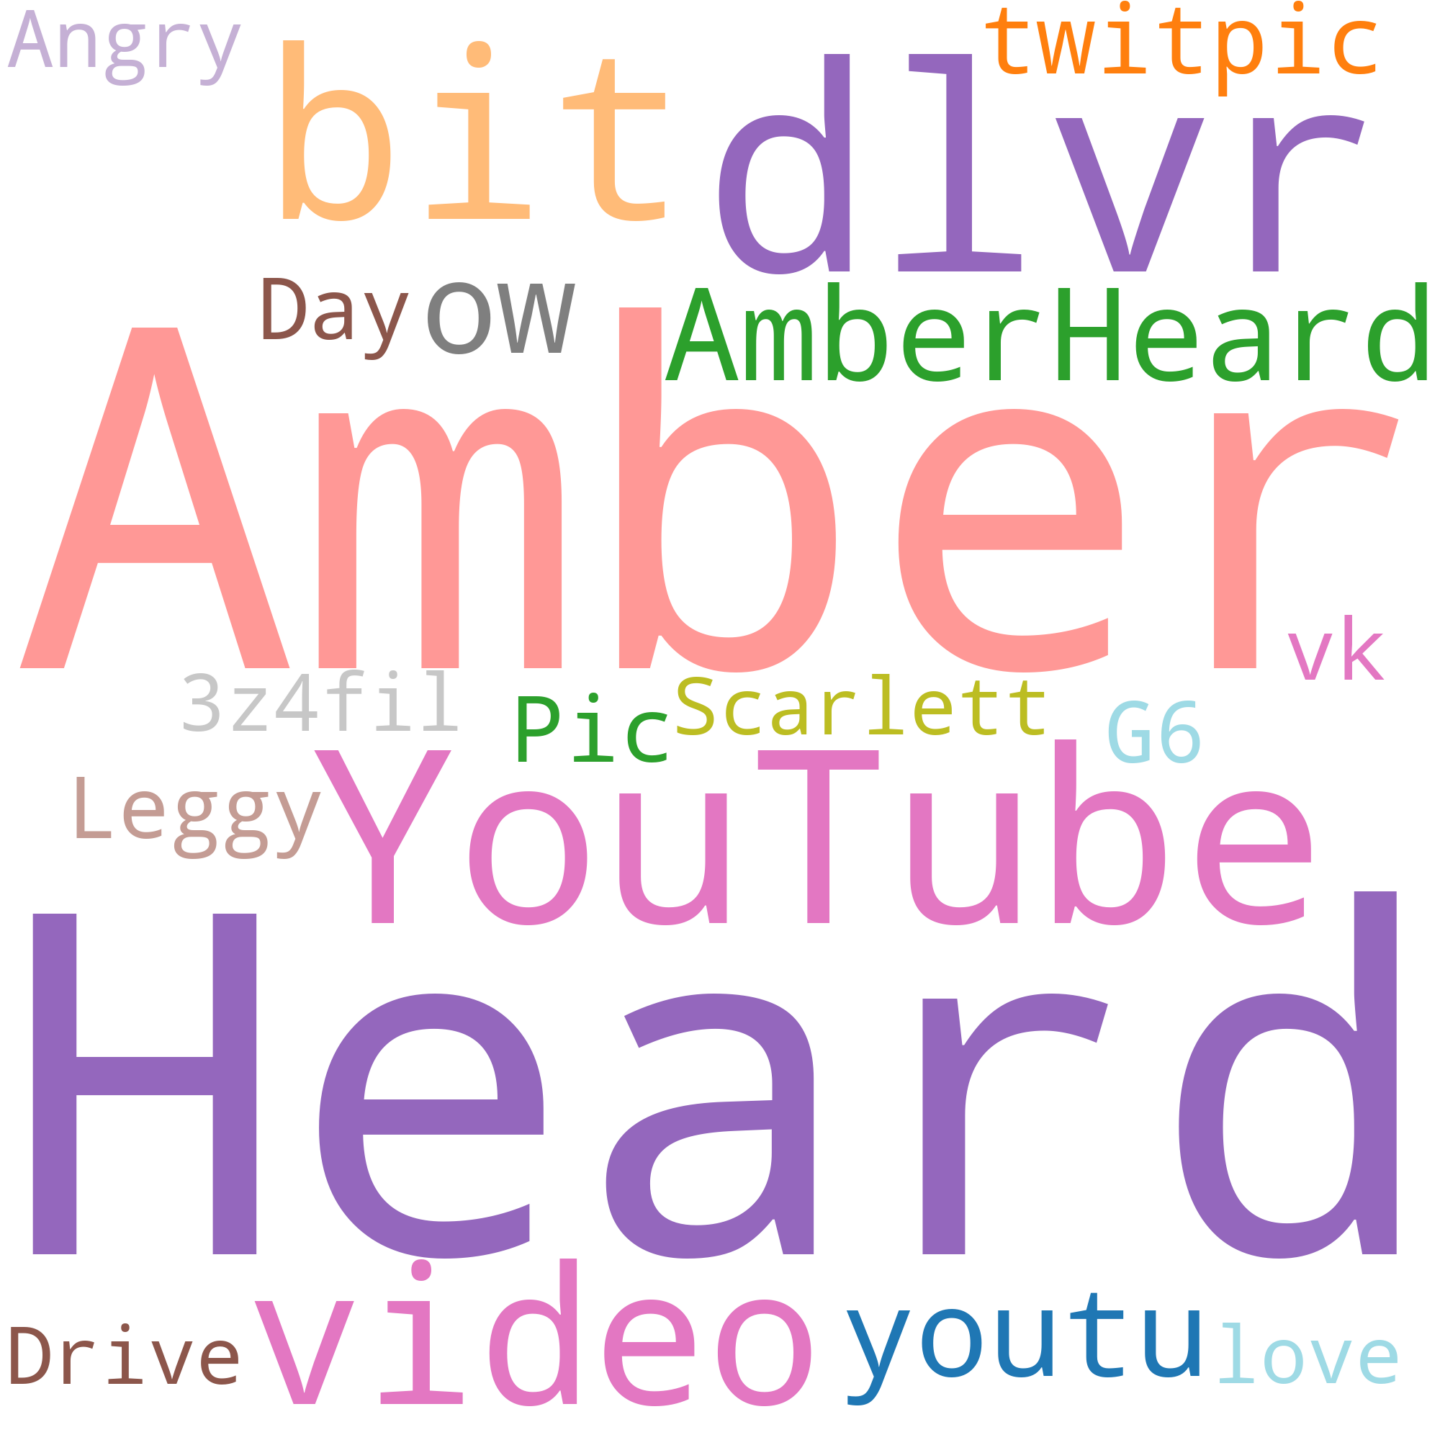 Angry
bit
twitpic
dlvr
Day
ow
AmberHeard
Amber
vk
3z4fil
Pic
Scarlett
G6
Leggy
YouTube
Heard
Drive
video
youtu
love